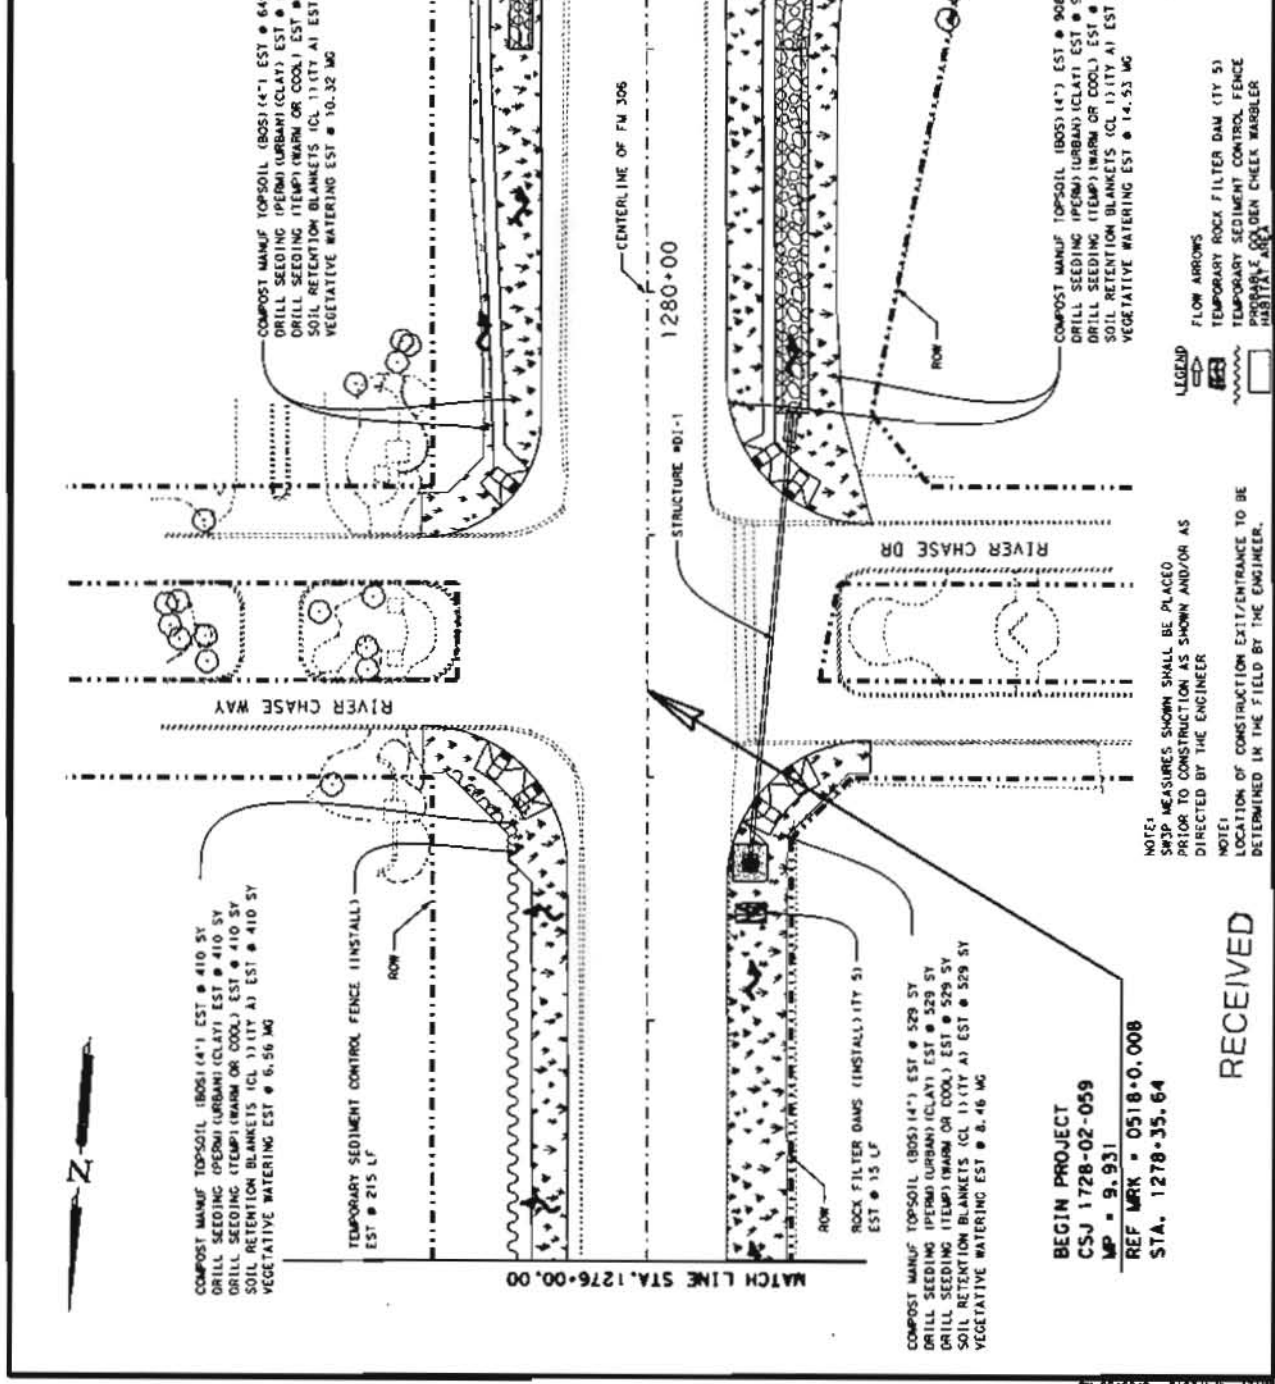 COMPOST MANUF TOPSOIL (BOS) (4") EST @ 410 SY
DRILL SEEDING (PERM) (URBAN) (CLAY) EST @ 410 SY
DRILL SEEDING (TEMP) (WARM OR COOL) EST @ 410 SY
SOIL RETENTION BLANKETS (CL 1) (TY A) EST @ 410 SY
VEGETATIVE WATERING EST @ 6.56 MG
TEMPORARY SEDIMENT CONTROL FENCE (INSTALL)
EST @ 215 LF
ROW
COMPOST MANUF TOPSOIL (BOS) (4") EST @
DRILL SEEDING (PERM) (URBAN) (CLAY) EST @
DRILL SEEDING (TEMP) (WARM OR COOL) EST @
SOIL RETENTION BLANKETS (CL 1) (TY A) EST
VEGETATIVE WATERING EST @ 10.32 MG
N
RIVER CHASE WAY
CENTERLINE OF FM 306
1280+00
STRUCTURE #DI-1
MATCH LINE STA.1276+00.00
RIVER CHASE DR
ROW
ROW
ROCK FILTER DAMS (INSTALL) (TY 5)
EST @ 15 LF
COMPOST MANUF TOPSOIL (BOS) (4") EST @ 529 SY
DRILL SEEDING (PERM) (URBAN) (CLAY) EST @ 529 SY
DRILL SEEDING (TEMP) (WARM OR COOL) EST @ 529 SY
SOIL RETENTION BLANKETS (CL 1) (TY A) EST @ 529 SY
VEGETATIVE WATERING EST @ 8.46 MG
COMPOST MANUF TOPSOIL (BOS) (4") EST @ 908
DRILL SEEDING (PERM) (URBAN) (CLAY) EST @
DRILL SEEDING (TEMP) (WARM OR COOL) EST @
SOIL RETENTION BLANKETS (CL 1) (TY A) EST
VEGETATIVE WATERING EST @ 14.53 MG
BEGIN PROJECT
CSJ 1728-02-059
MP = 9.931
REF MRK = 0518+0.008
STA. 1278+35.64
NOTE:
SW3P MEASURES SHOWN SHALL BE PLACED
PRIOR TO CONSTRUCTION AS SHOWN AND/OR AS
DIRECTED BY THE ENGINEER
NOTE:
LOCATION OF CONSTRUCTION EXIT/ENTRANCE TO BE
DETERMINED IN THE FIELD BY THE ENGINEER.
LEGEND
FLOW ARROWS
TEMPORARY ROCK FILTER DAM (TY 5)
TEMPORARY SEDIMENT CONTROL FENCE
PROBABLE GOLDEN CHEEK WARBLER
HABITAT AREA
RECEIVED